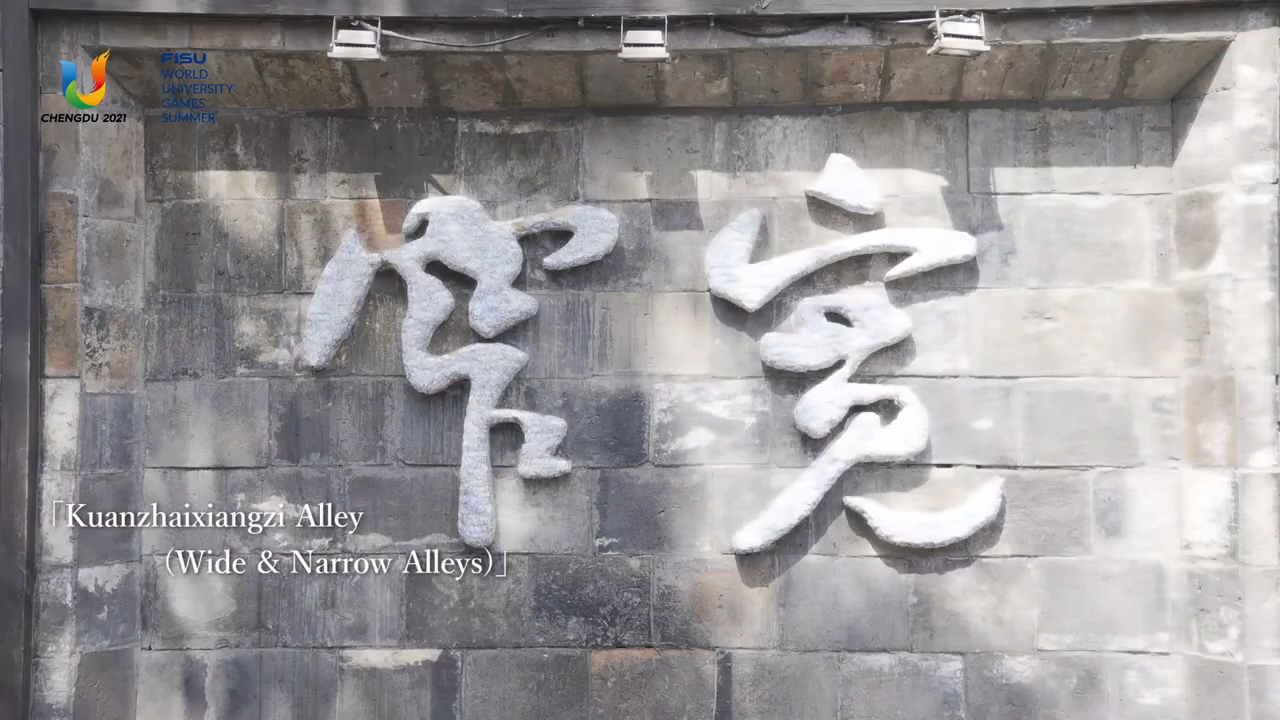 CHENGDU 2021
FISU
WORLD
UNIVERSITY
GAMES
SUMMER
宽窄
「Kuanzhaixiangzi Alley
(Wide & Narrow Alleys)」